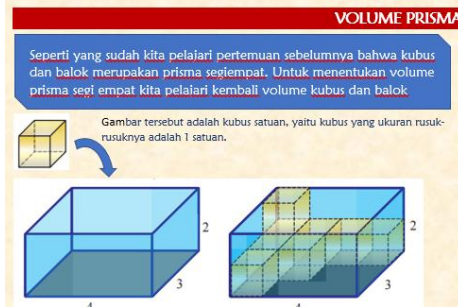 VOLUME PRISMA
Seperti yang sudah kita pelajari pertemuan sebelumnya bahwa kubus
dan balok merupakan prisma segiempat. Untuk menentukan volume
prisma segi empat kita pelajari kembali volume kubus dan balok
Gambar tersebut adalah kubus satuan, yaitu kubus yang ukuran rusuk-
rusuknya adalah 1 satuan.
2
2
3
3
4
4